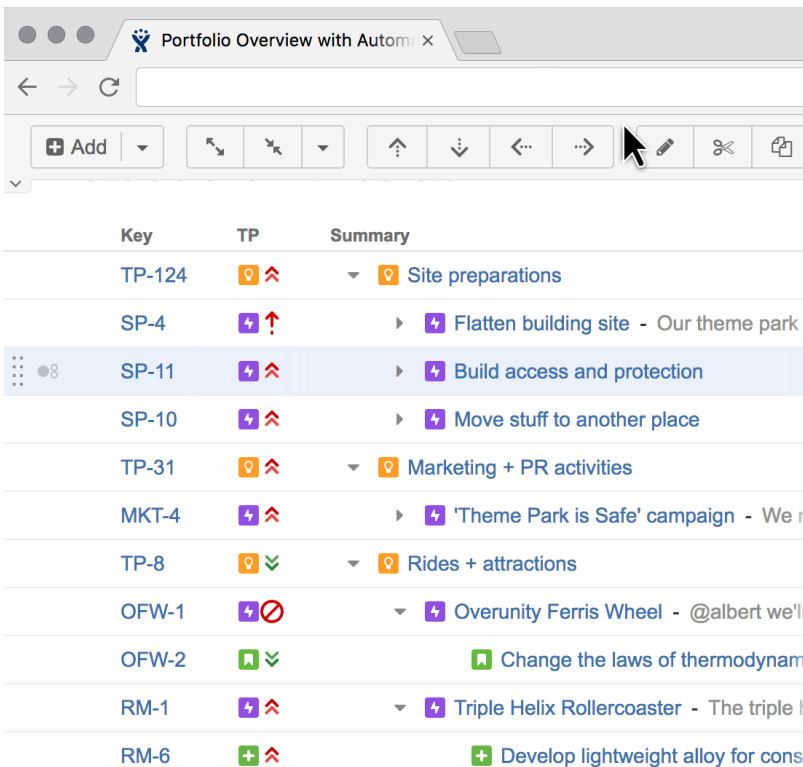 Portfolio Overview with Autom
Add
Key TP Summary
TP-124 Site preparations
SP-4 Flatten building site - Our theme park
8 SP-11 Build access and protection
SP-10 Move stuff to another place
TP-31 Marketing + PR activities
MKT-4 'Theme Park is Safe' campaign - We
TP-8 Rides + attractions
OFW-1 Overunity Ferris Wheel - @albert we'll
OFW-2 Change the laws of thermodynam
RM-1 Triple Helix Rollercoaster - The triple
RM-6 Develop lightweight alloy for cons